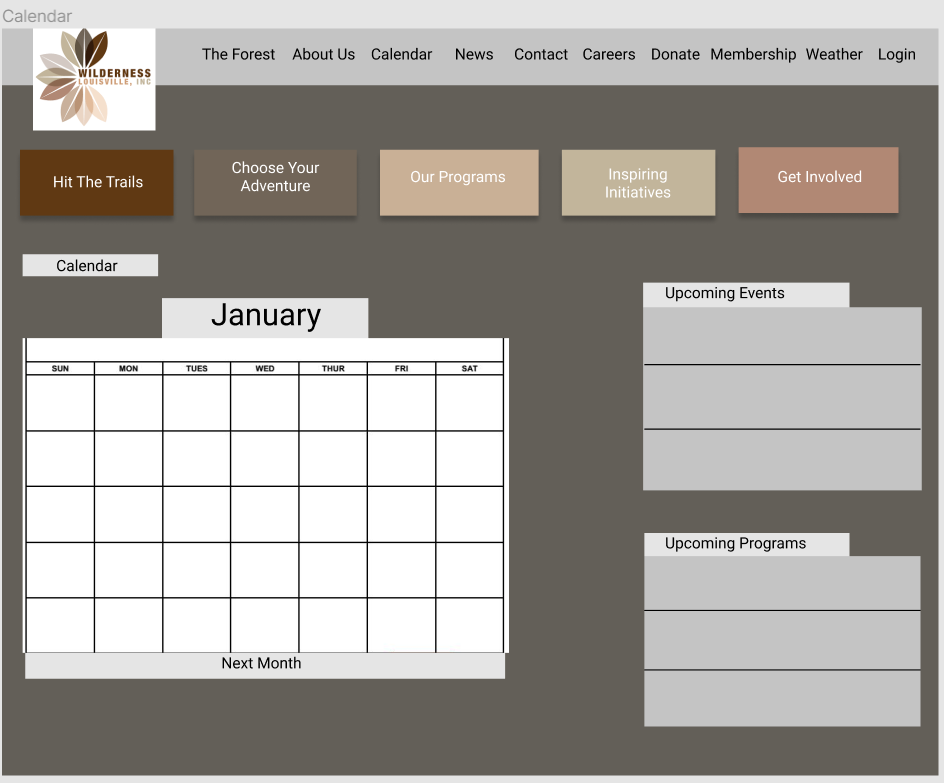 Calendar
WILDERNESS
LOUISVILLE, INC
The Forest About Us Calendar News Contact Careers Donate Membership Weather Login
Hit The Trails
Choose Your
Adventure
Our Programs
Inspiring
Initiatives
Get Involved
Calendar
January
SUN MON TUES WED THUR FRI SAT
Next Month
Upcoming Events
Upcoming Programs